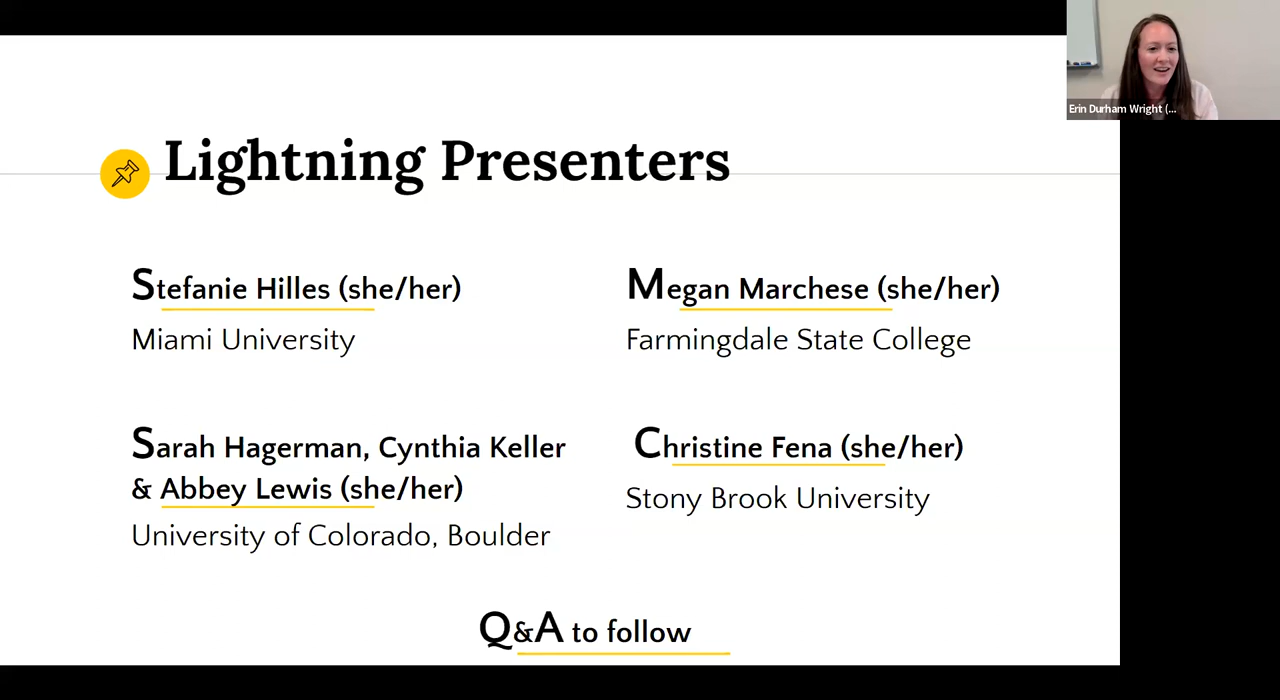 Erin Durham Wright (...
Lightning Presenters
Stefanie Hilles (she/her)
Miami University
Megan Marchese (she/her)
Farmingdale State College
Sarah Hagerman, Cynthia Keller
& Abbey Lewis (she/her)
University of Colorado, Boulder
Christine Fena (she/her)
Stony Brook University
Q&A to follow